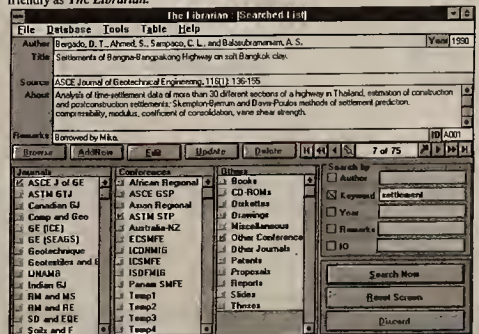 friendly as The Librarian.
The Librarian : [Searched List]
File Database Tools Table Help
Author Bergado, D. T., Ahmed, S., Sampaco, C. L., and Balasubramaniam, A. S. Year 1990
Title Settlements of Bangna-Bangpakong Highway on soft Bangkok clay.
Source ASCE Journal of Geotechnical Engineering, 116(1): 136-155
About Analysis of time-settlement data of more than 30 different sections of a highway in Thailand, estimation of construction
and postconstruction settlements; Skempton-Bjerrum and Davis-Poulos methods of settlement prediction.
compressibility, modulus, coefficient of consolidation, vane shear strength.
Remarks Borrowed by Mika. ID A001
Browse AddNew Edit Update Delete 7 of 75
Journals Conferences Others Search by
ASCE J of GE African Regional Books Author
ASTM GTJ ASCE GSP CD-ROMs Keyword settlement
Canadian GJ Asian Regional Diskettes Year
Comp and Geo ASTM STP Drawings Remarks
GE (ICE) Australia-NZ Miscellaneous ID
GE (SEAGS) ECSMFE Other Conference
Geotechnique ICONMIG Other Journals
Geotextiles and G ICSMFE Patents
IJNAMG ISDFMIG Proposals Search Now
Indian GJ Panam SMFE Reports
RM and MS Temp1 Slides Reset Screen
RM and RE Temp2 Theses
SD and EQE Temp3 Discard
Soils and F Temp4